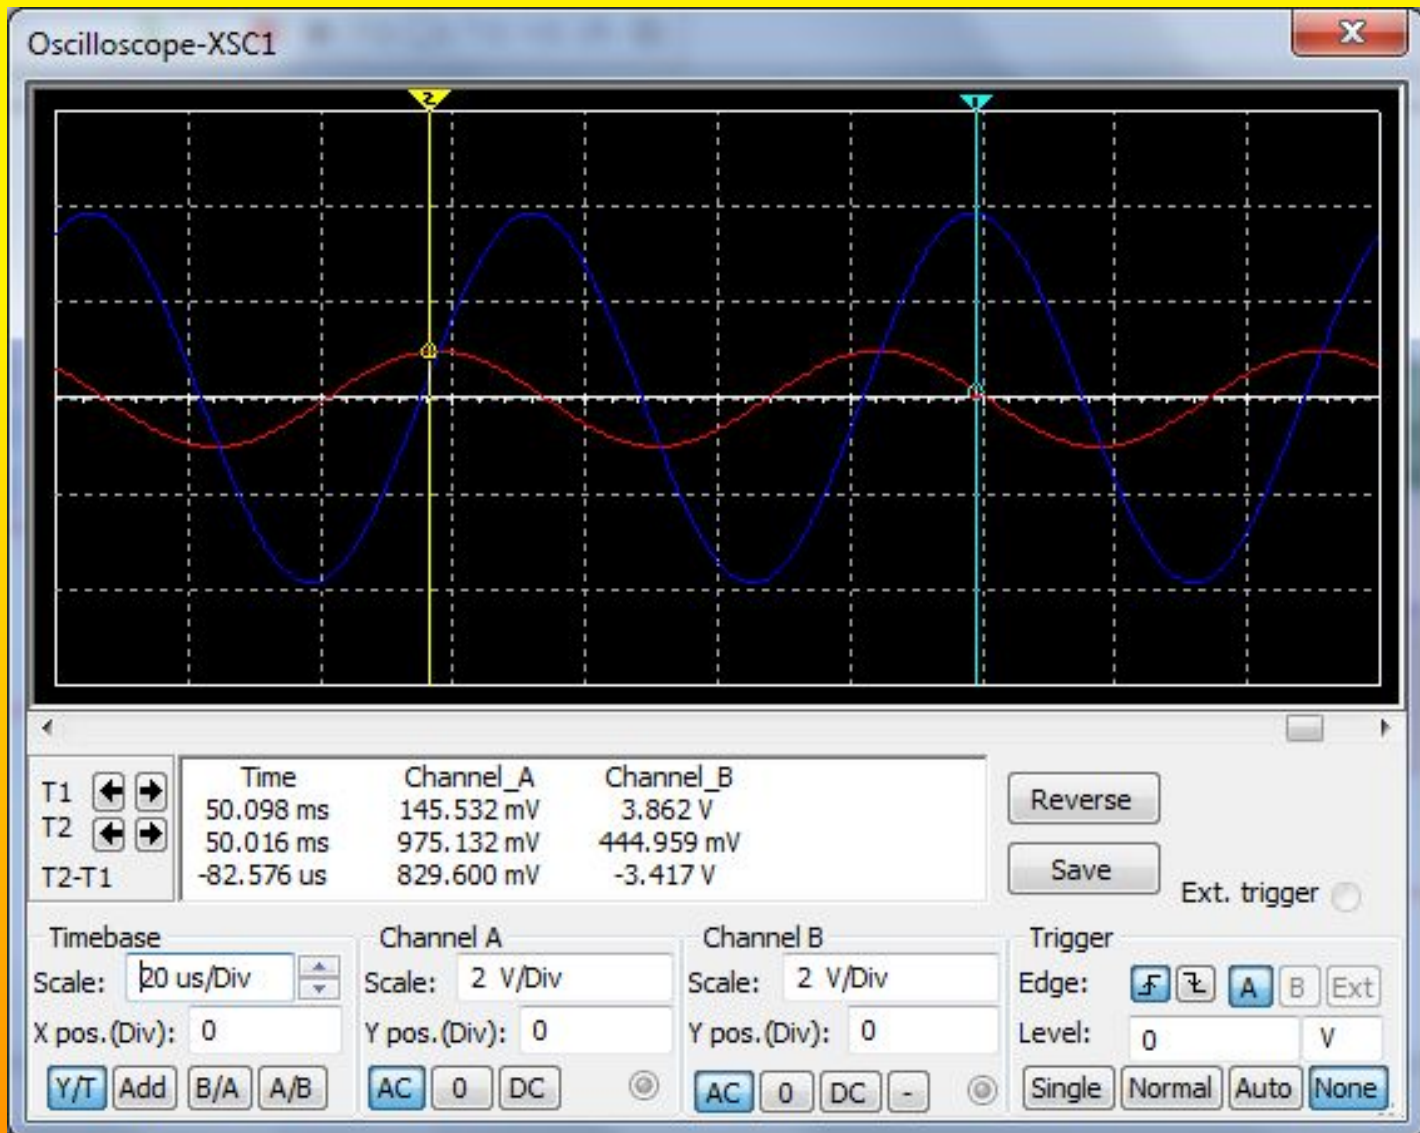 Oscilloscope-XSC1
2
1
Time Channel_A Channel_B
T1 50.098 ms 145.532 mV 3.862 V
T2 50.016 ms 975.132 mV 444.959 mV
T2-T1 -82.576 us 829.600 mV -3.417 V
Reverse
Save
Ext. trigger
Timebase Channel A Channel B Trigger
Scale: 20 us/Div Scale: 2 V/Div Scale: 2 V/Div Edge: A B Ext
X pos.(Div): 0 Y pos.(Div): 0 Y pos.(Div): 0 Level: 0 V
Y/T Add B/A A/B AC 0 DC AC 0 DC - Single Normal Auto None